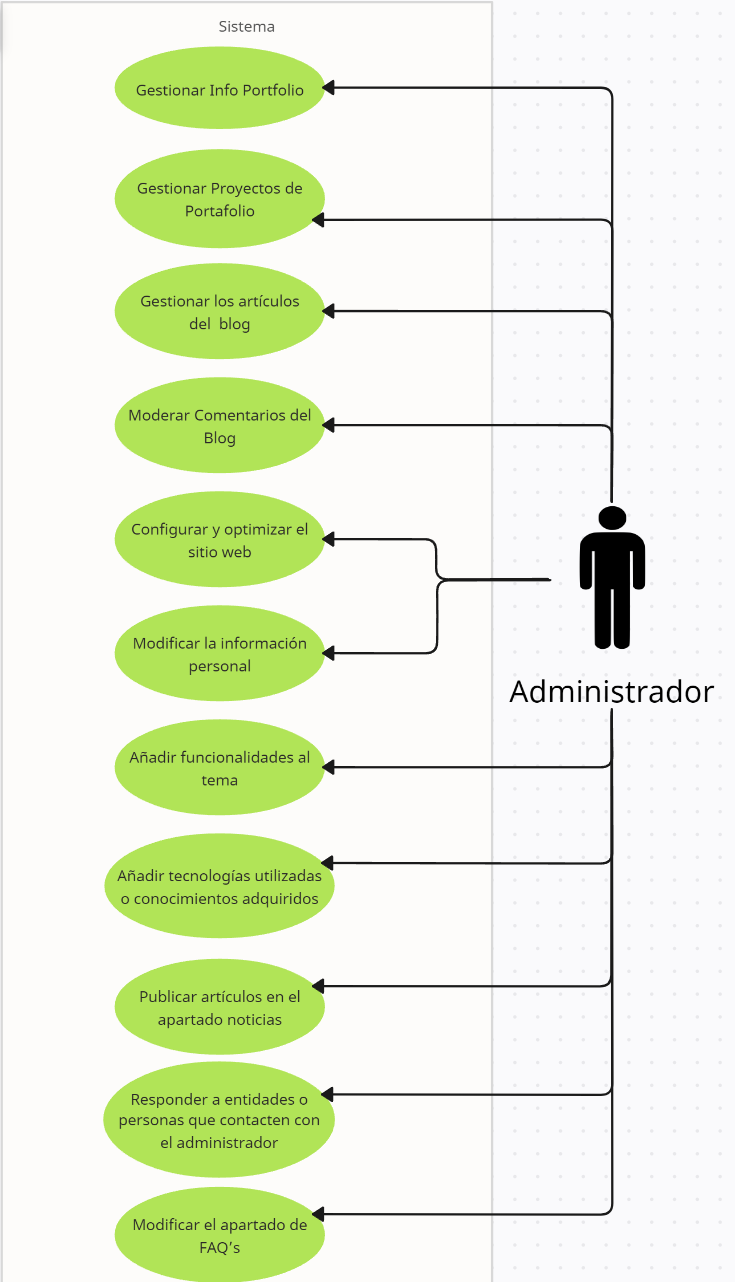 Sistema
Gestionar Info Portfolio
Gestionar Proyectos de
Portafolio
Gestionar los artículos
del  blog
Moderar Comentarios del
Blog
Configurar y optimizar el
sitio web
Modificar la información
personal
Administrador
Añadir funcionalidades al
tema
Añadir tecnologías utilizadas
o conocimientos adquiridos
Publicar artículos en el
apartado noticias
Responder a entidades o
personas que contacten con
el administrador
Modificar el apartado de
FAQ’s